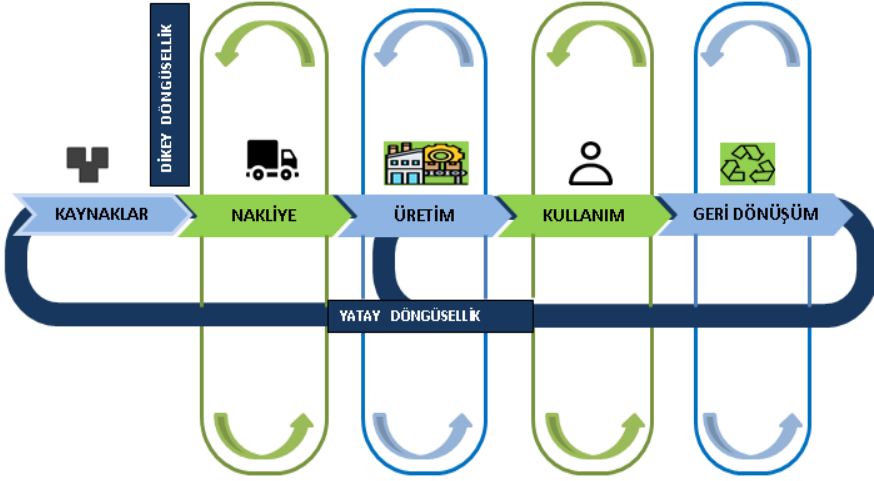 DİKEY DÖNGÜSELLİK
KAYNAKLAR
NAKLİYE
ÜRETİM
KULLANIM
GERİ DÖNÜŞÜM
YATAY DÖNGÜSELLİK